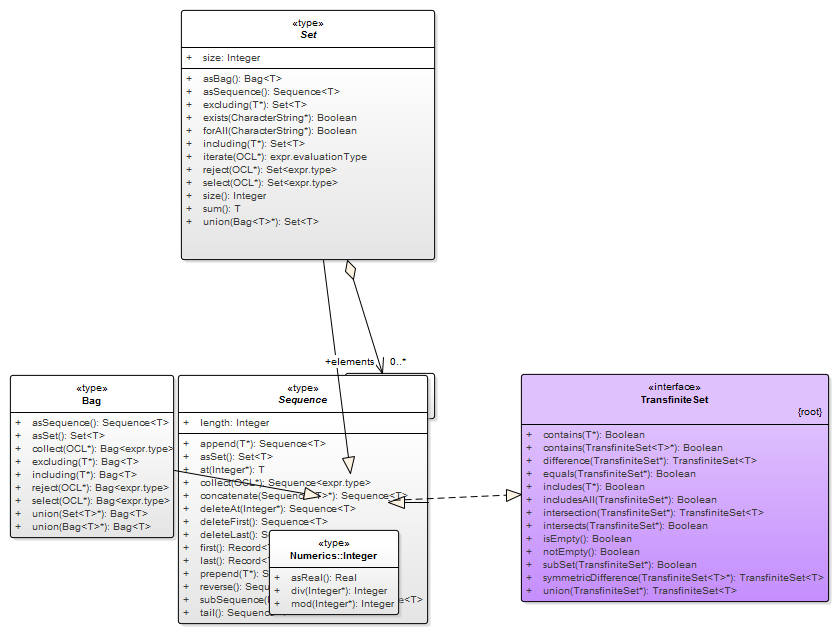 «type»
Set
+ size: Integer
+ asBag(): Bag<T>
+ asSequence(): Sequence<T>
+ excluding(T*): Set<T>
+ exists(CharacterString*): Boolean
+ forAll(CharacterString*): Boolean
+ including(T*): Set<T>
+ iterate(OCL*): expr.evaluationType
+ reject(OCL*): Set<expr.type>
+ select(OCL*): Set<expr.type>
+ size(): Integer
+ sum(): T
+ union(Bag<T>*): Set<T>
+elements 0..*
«type»
Bag
+ asSequence(): Sequence<T>
+ asSet(): Set<T>
+ collect(OCL*): Bag<expr.type>
+ excluding(T*): Bag<T>
+ including(T*): Bag<T>
+ reject(OCL*): Bag<expr.type>
+ select(OCL*): Bag<expr.type>
+ union(Set<T>*): Bag<T>
+ union(Bag<T>*): Bag<T>
«type»
Sequence
+ length: Integer
+ append(T*): Sequence<T>
+ asSet(): Set<T>
+ at(Integer*): T
+ collect(OCL*): Sequence<expr.type>
+ concatenate(Sequence<T>*): Sequence<T>
+ deleteAt(Integer*): Sequence<T>
+ deleteFirst(): Sequence<T>
+ deleteLast(): S
+ first(): Record<
+ last(): Record<
+ prepend(T*): S
+ reverse(): Sequ
+ subSequence( ce<T>
+ tail(): Sequenc
«type»
Numerics::Integer
+ asReal(): Real
+ div(Integer*): Integer
+ mod(Integer*): Integer
«interface»
TransfiniteSet
{root}
+ contains(T*): Boolean
+ contains(TransfiniteSet<T>*): Boolean
+ difference(TransfiniteSet*): TransfiniteSet<T>
+ equals(TransfiniteSet*): Boolean
+ includes(T*): Boolean
+ includesAll(TransfiniteSet*): Boolean
+ intersection(TransfiniteSet*): TransfiniteSet<T>
+ intersects(TransfiniteSet*): Boolean
+ isEmpty(): Boolean
+ notEmpty(): Boolean
+ subSet(TransfiniteSet*): Boolean
+ symmetricDifference(TransfiniteSet<T>*): TransfiniteSet<T>
+ union(TransfiniteSet*): TransfiniteSet<T>